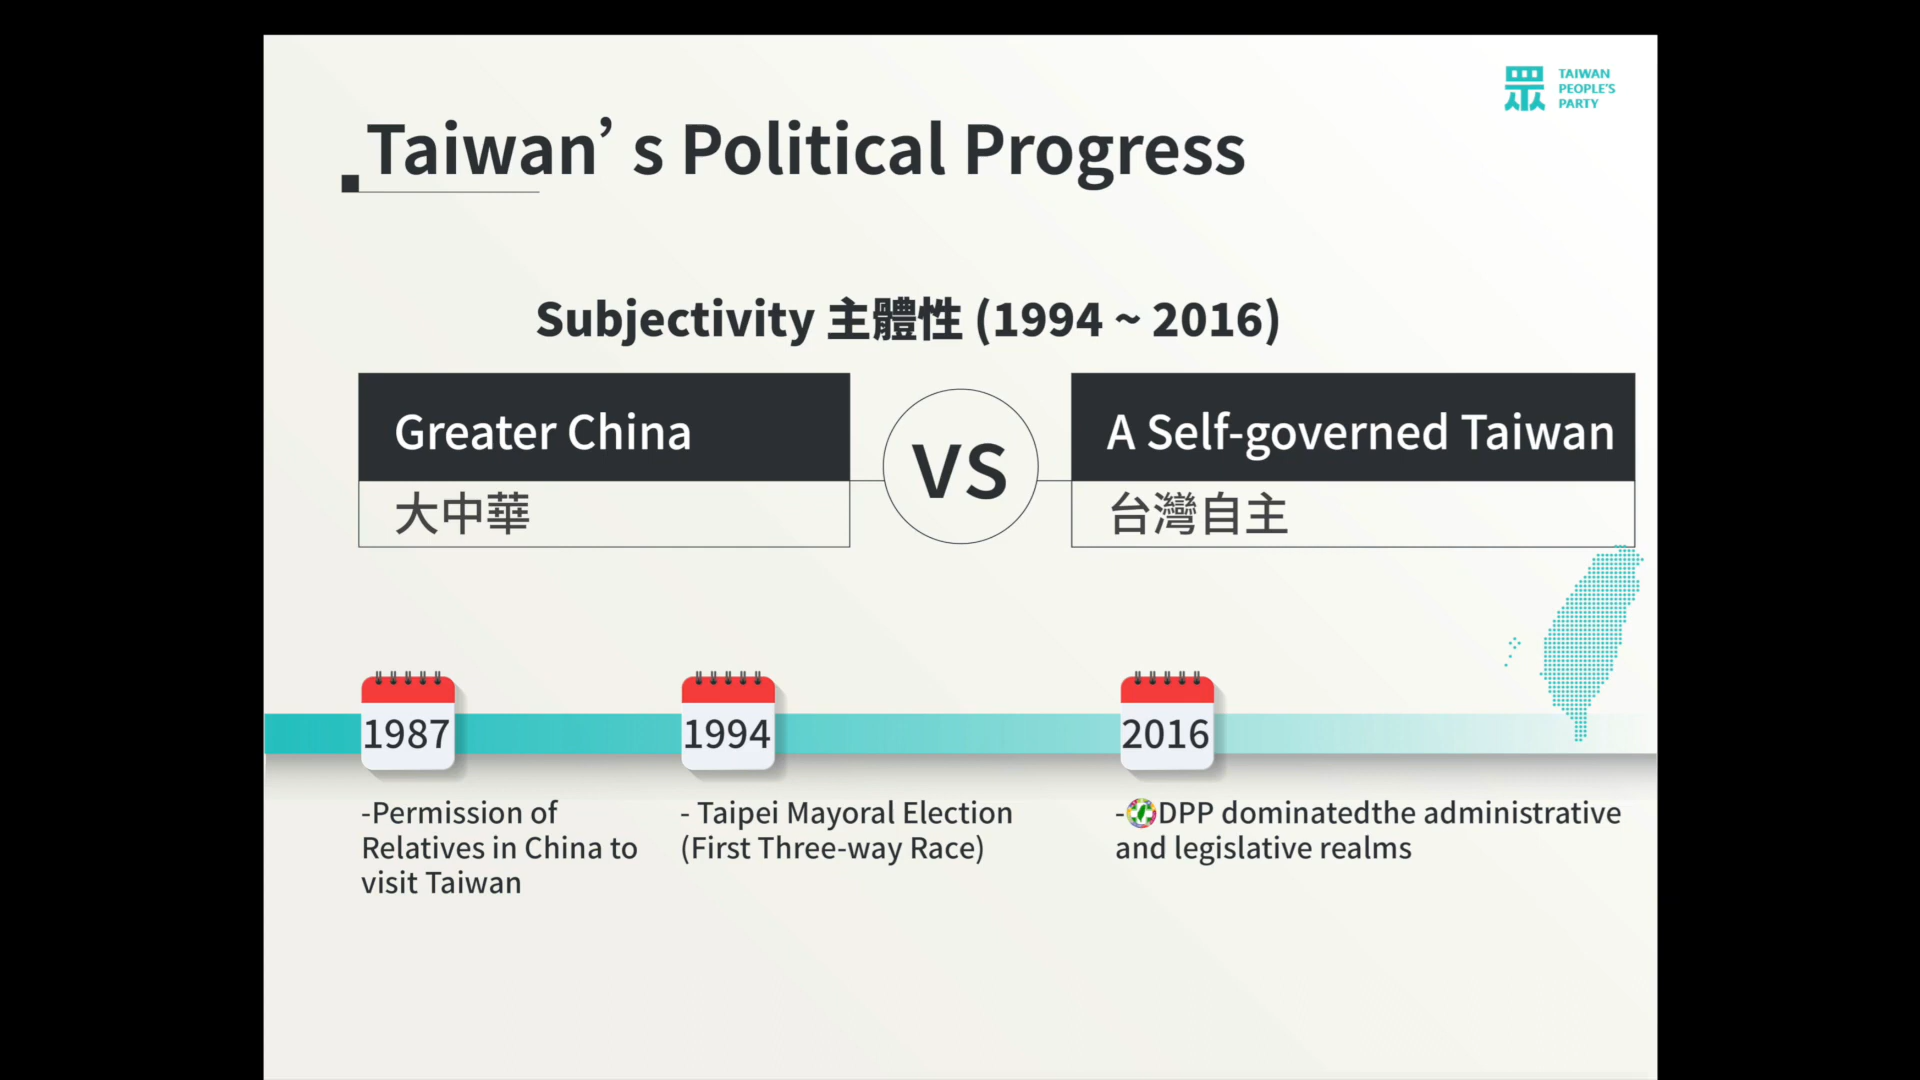 TAIWAN
PEOPLE'S
PARTY
Taiwan’s Political Progress
Subjectivity 主體性 (1994 ~ 2016)
Greater China
大中華
VS
A Self-governed Taiwan
台灣自主
1987
1994
2016
-Permission of
Relatives in China to
visit Taiwan
- Taipei Mayoral Election
(First Three-way Race)
-DPP dominatedthe administrative
and legislative realms